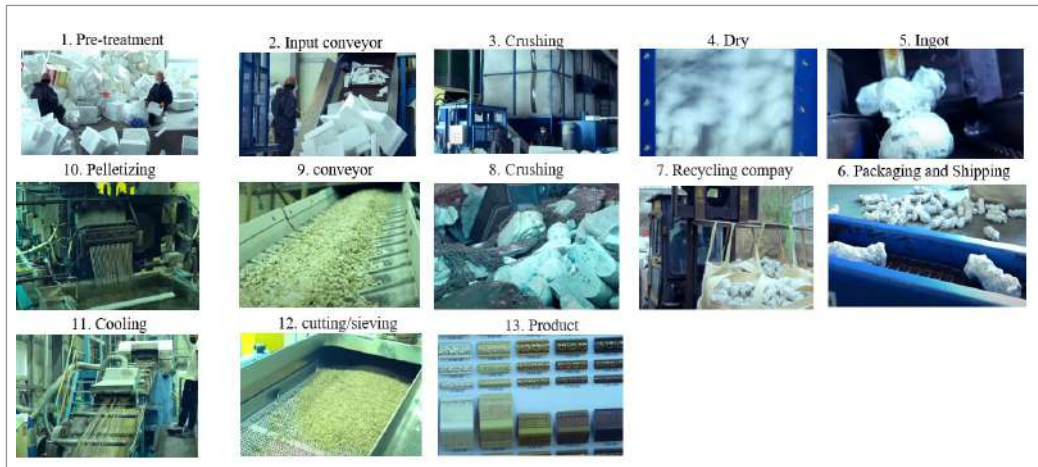 1. Pre-treatment
2. Input conveyor
3. Crushing
4. Dry
5. Ingot
10. Pelletizing
9. conveyor
8. Crushing
7. Recycling compay
6. Packaging and Shipping
11. Cooling
12. cutting/sieving
13. Product